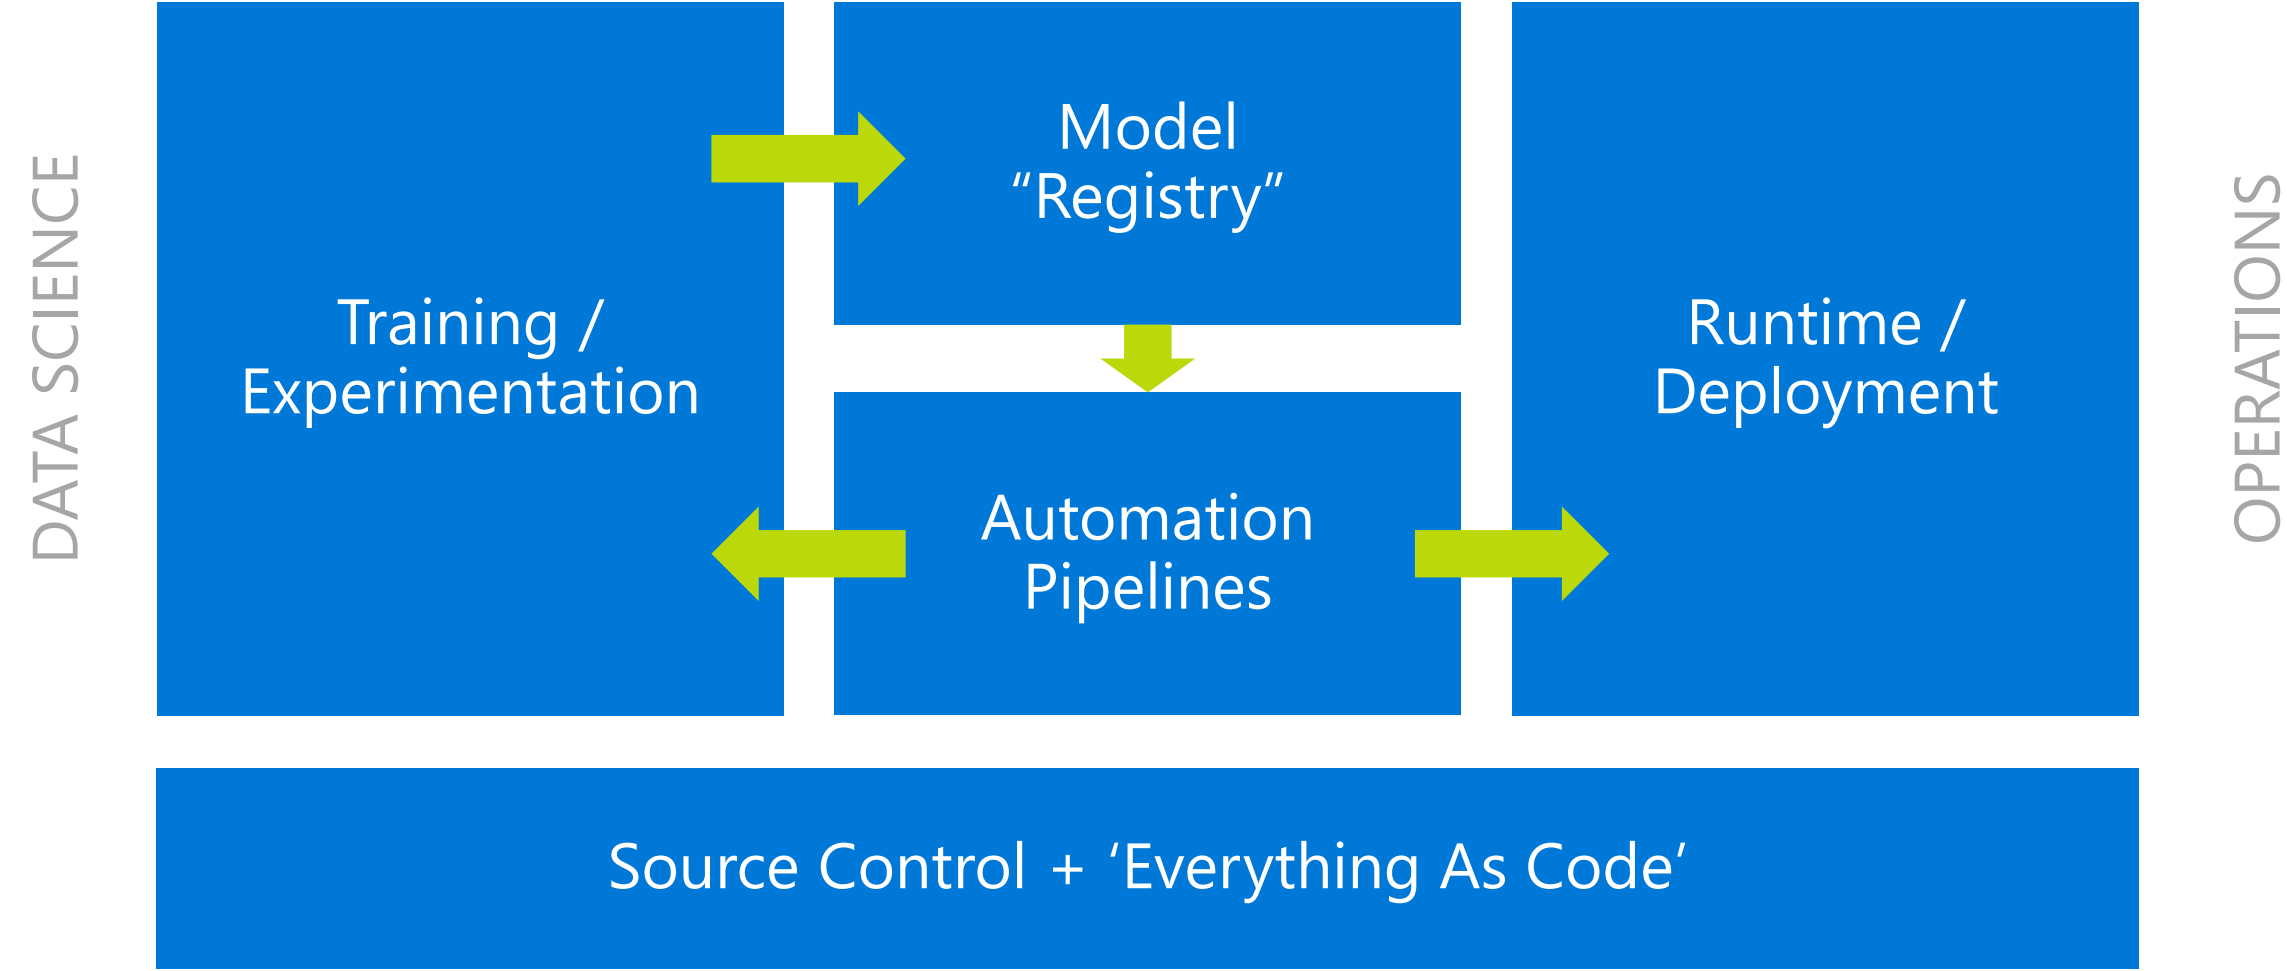 DATA SCIENCE
Training /
Experimentation
Model
“Registry”
Automation
Pipelines
Runtime /
Deployment
OPERATIONS
Source Control + ‘Everything As Code’